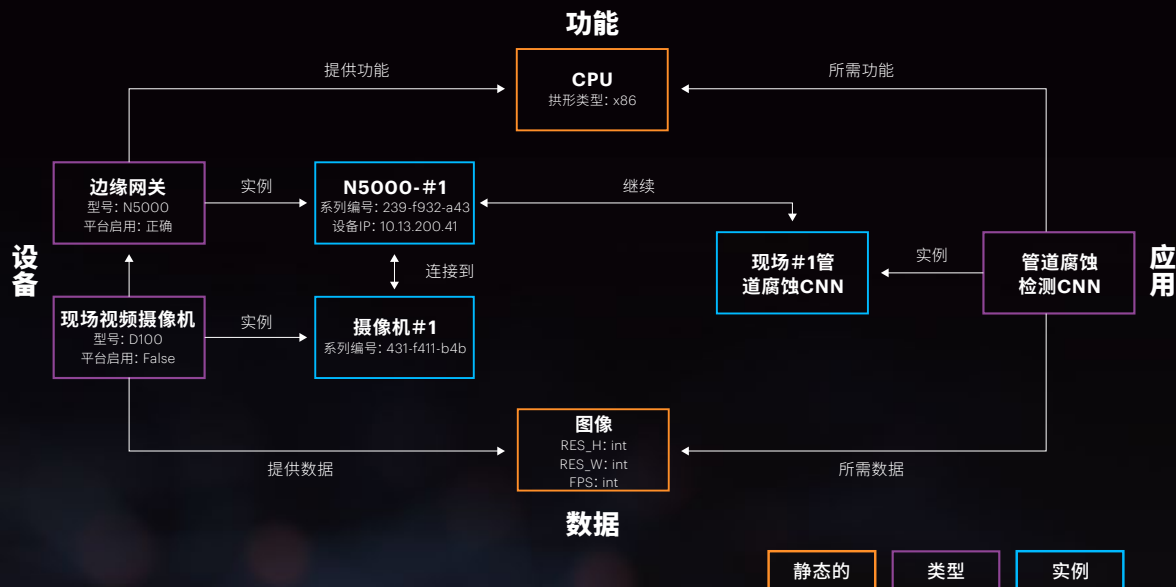 功能
提供功能
CPU
拱形类型: x86
所需功能
边缘网关
型号: N5000
平台启用: 正确
实例
N5000-#1
系列编号: 239-f932-a43
设备IP: 10.13.200.41
继续
设备
连接到
现场#1管
道腐蚀CNN
实例
管道腐蚀
检测CNN
应用
现场视频摄像机
型号: D100
平台启用: False
实例
摄像机#1
系列编号: 431-f411-b4b
图像
RES_H: int
RES_W: int
FPS: int
提供数据
所需数据
数据
静态的
类型
实例